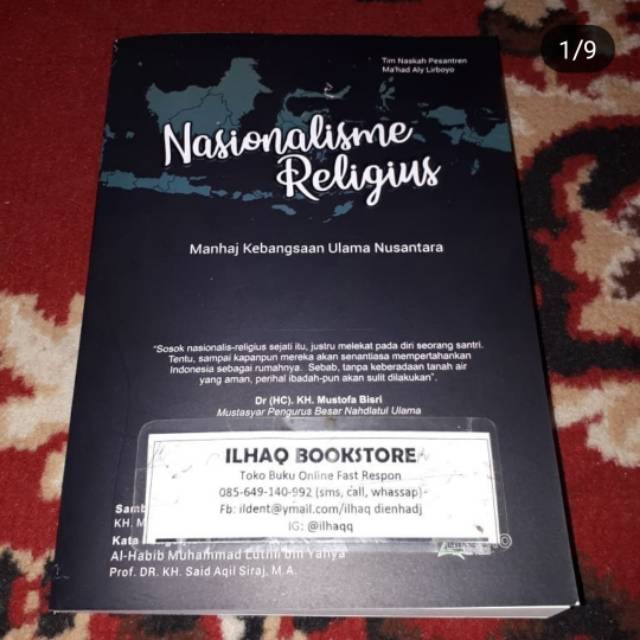 1/9
Tim Naskah Pesantren
Ma'had Aly Lirboyo
Nasionalisme
Religius
Manhaj Kebangsaan Ulama Nusantara
"Sosok nasionalis-religius sejati itu, justru melekat pada diri seorang santri.
Tentu, sampai kapanpun mereka akan senantiasa mempertahankan
Indonesia sebagai rumahnya. Sebab, tanpa keberadaan tanah air
yang aman, perihal ibadah-pun akan sulit dilakukan".
Dr (HC). KH. Mustofa Bisri
Mustasyar Pengurus Besar Nahdlatul Ulama
ILHAQ BOOKSTORE
Toko Buku Online Fast Respon
085-649-140-992 (sms, call, whassap)
Fb: ildent@ymail.com/ilhaq dienhadj
IG: @ilhaqq
Samb
KH. M
Kata
Al-Habib Muhammad Luthfi bin Yahya
Prof. DR. KH. Said Aqil Siraj, M.A.